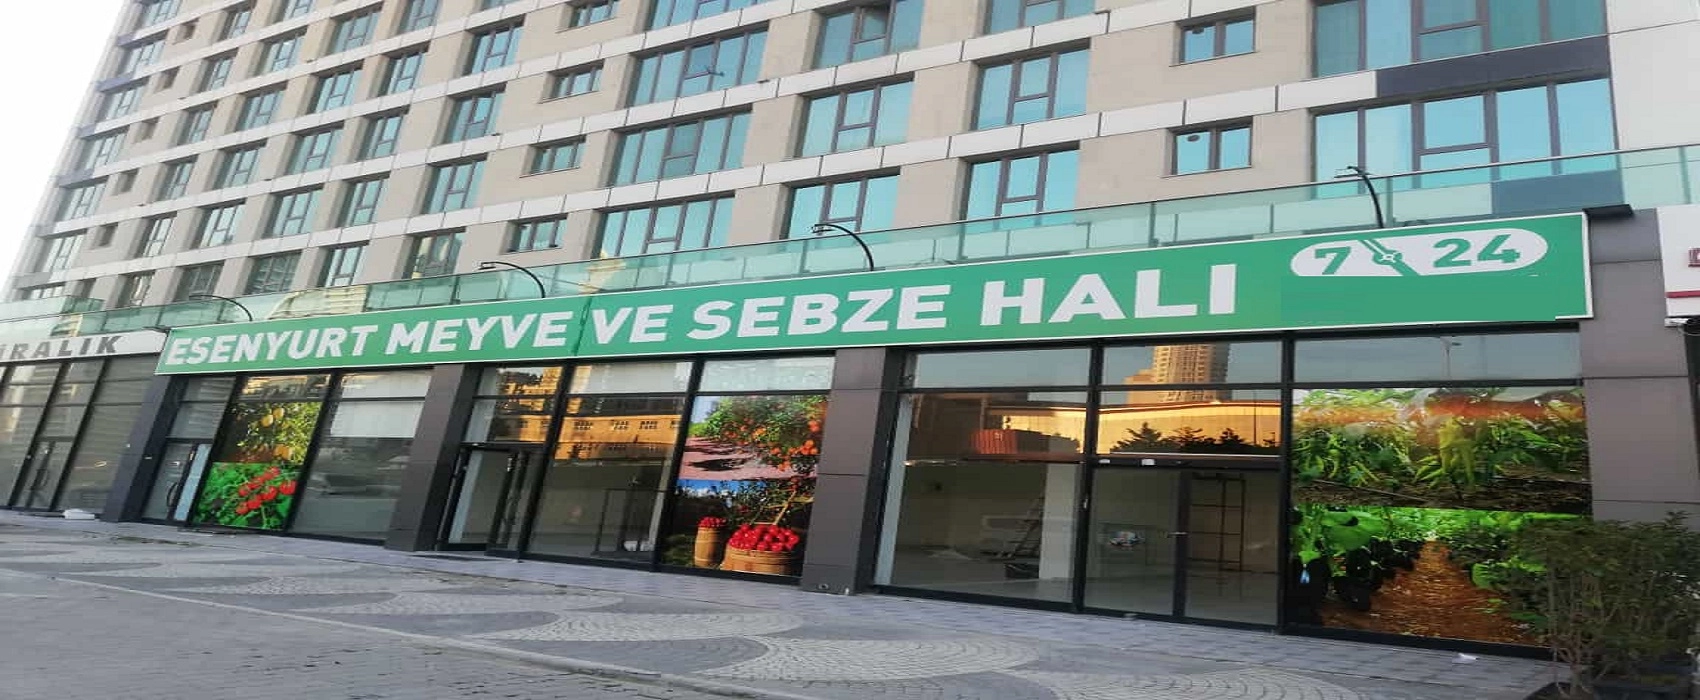 ESENYURT MEYVE VE SEBZE HALI 7 24
İRALIK